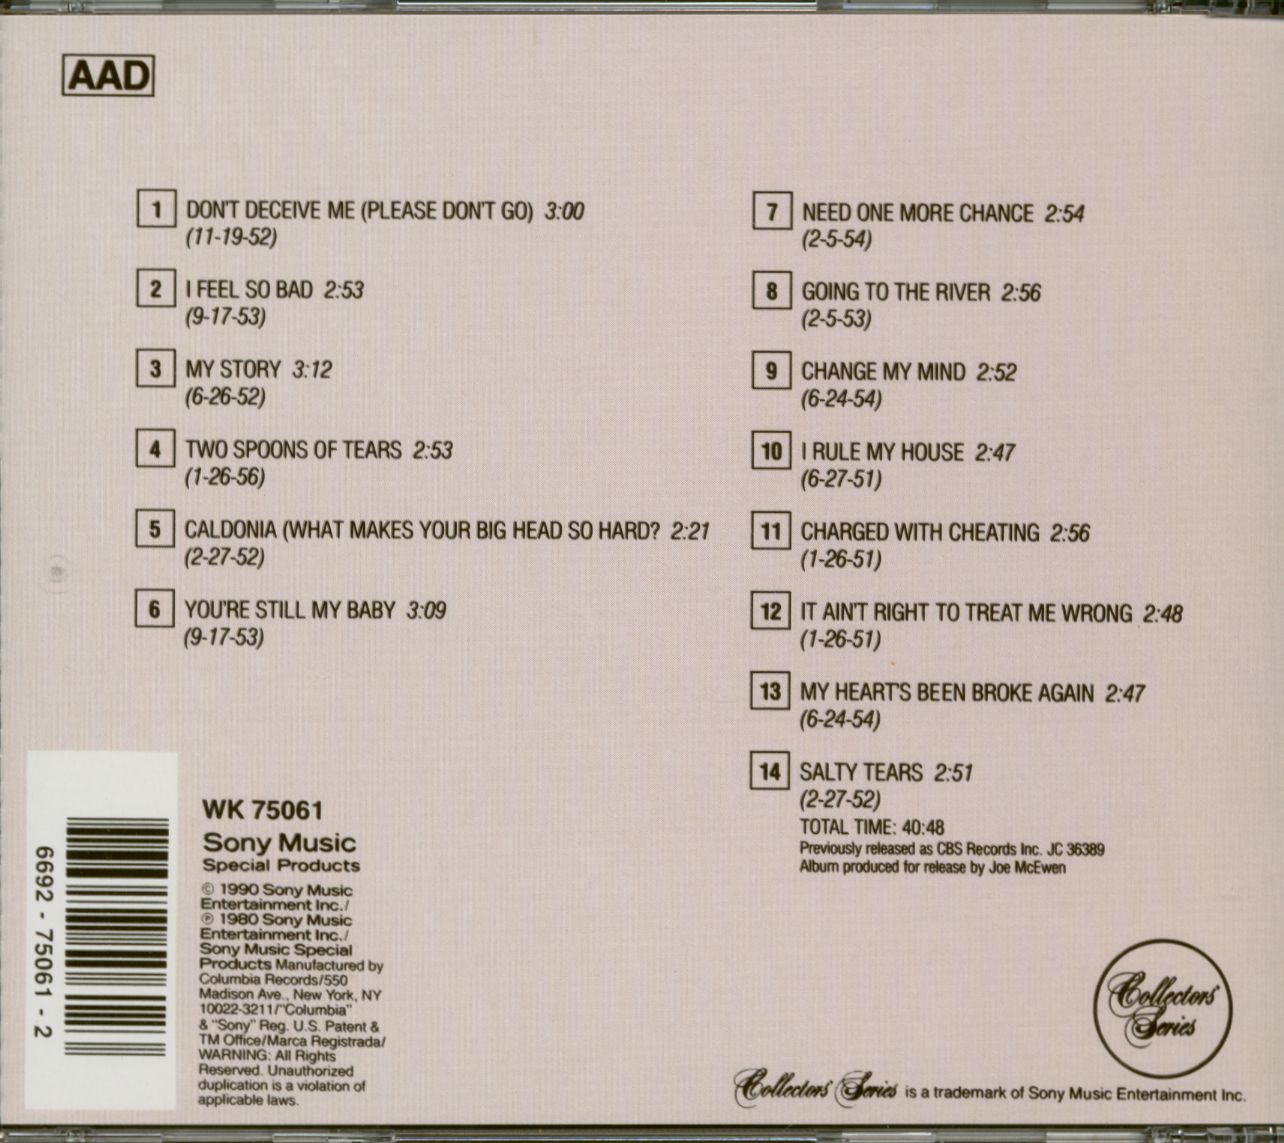 AAD
1 DON'T DECEIVE ME (PLEASE DON'T GO) 3:00
(11-19-52)
2 I FEEL SO BAD 2:53
(9-17-53)
3 MY STORY 3:12
(6-26-52)
4 TWO SPOONS OF TEARS 2:53
(1-26-56)
5 CALDONIA (WHAT MAKES YOUR BIG HEAD SO HARD? 2:21
(2-27-52)
6 YOU'RE STILL MY BABY 3:09
(9-17-53)
7 NEED ONE MORE CHANCE 2:54
(2-5-54)
8 GOING TO THE RIVER 2:56
(2-5-53)
9 CHANGE MY MIND 2:52
(6-24-54)
10 I RULE MY HOUSE 2:47
(6-27-51)
11 CHARGED WITH CHEATING 2:56
(1-26-51)
12 IT AIN'T RIGHT TO TREAT ME WRONG 2:48
(1-26-51)
13 MY HEART'S BEEN BROKE AGAIN 2:47
(6-24-54)
14 SALTY TEARS 2:51
(2-27-52)
TOTAL TIME: 40:48
Previously released as CBS Records Inc. JC 36389
Album produced for release by Joe McEwen
6692 - 75061 - 2
WK 75061
Sony Music
Special Products
© 1990 Sony Music
Entertainment Inc./
℗ 1980 Sony Music
Entertainment Inc./
Sony Music Special
Products Manufactured by
Columbia Records/550
Madison Ave., New York, NY
10022-3211/"Columbia"
& "Sony" Reg. U.S. Patent &
TM Office/Marca Registrada/
WARNING: All Rights
Reserved. Unauthorized
duplication is a violation of
applicable laws.
Collectors'
Series
Collectors' Series is a trademark of Sony Music Entertainment Inc.